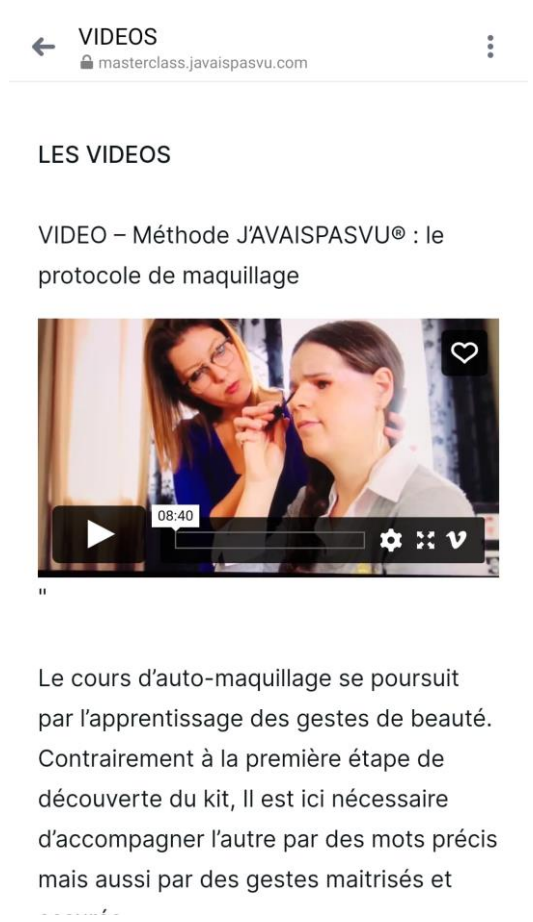 VIDEOS
masterclass.javaispasvu.com
LES VIDEOS
VIDEO – Méthode J’AVAISPASVU® : le
protocole de maquillage
08:40
"
Le cours d’auto-maquillage se poursuit
par l’apprentissage des gestes de beauté.
Contrairement à la première étape de
découverte du kit, Il est ici nécessaire
d’accompagner l’autre par des mots précis
mais aussi par des gestes maitrisés et